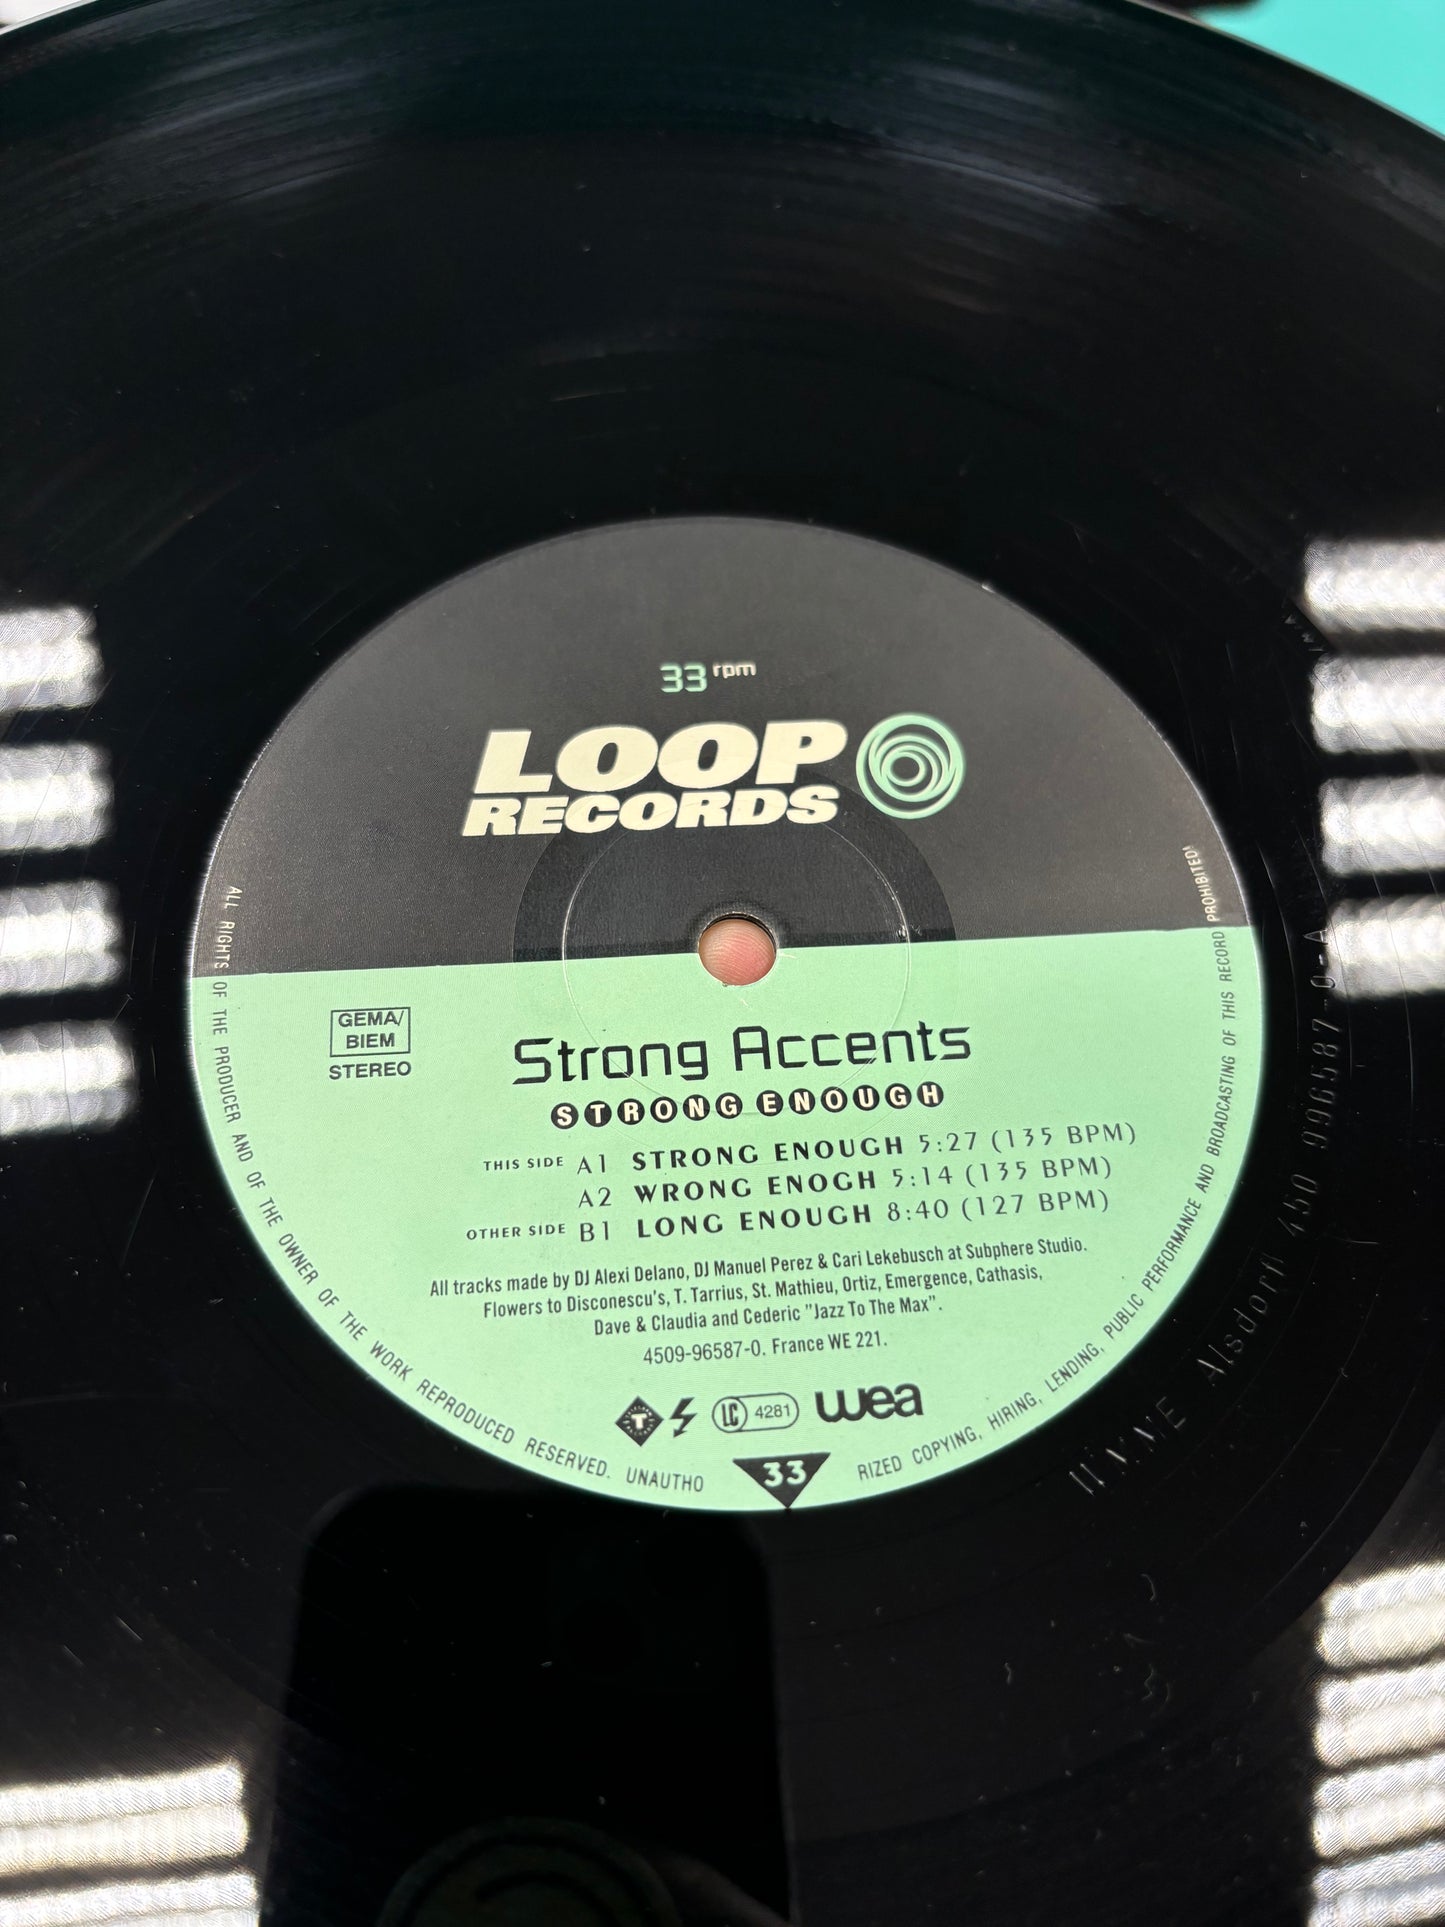 33 rpm
LOOP
RECORDS
GEMA/
BIEM
STEREO
Strong Accents
STRONG ENOUGH
THIS SIDE A1 STRONG ENOUGH 5:27 (135 BPM)
A2 WRONG ENOGH 5:14 (135 BPM)
OTHER SIDE B1 LONG ENOUGH 8:40 (127 BPM)
All tracks made by DJ Alexi Delano, DJ Manuel Perez & Cari Lekebusch at Subphere Studio.
Flowers to Disconescu's, T. Tarrius, St. Mathieu, Ortiz, Emergence, Cathasis,
Dave & Claudia and Cederic "Jazz To The Max".
4509-96587-0. France WE 221.
T LC 4281 wea
33
ALL RIGHTS OF THE PRODUCER AND OF THE OWNER OF THE WORK REPRODUCED RESERVED. UNAUTHO RIZED COPYING, HIRING, LENDING, PUBLIC PERFORMANCE AND BROADCASTING OF THIS RECORD PROHIBITED!
Alsdorf 450 996587-0-A